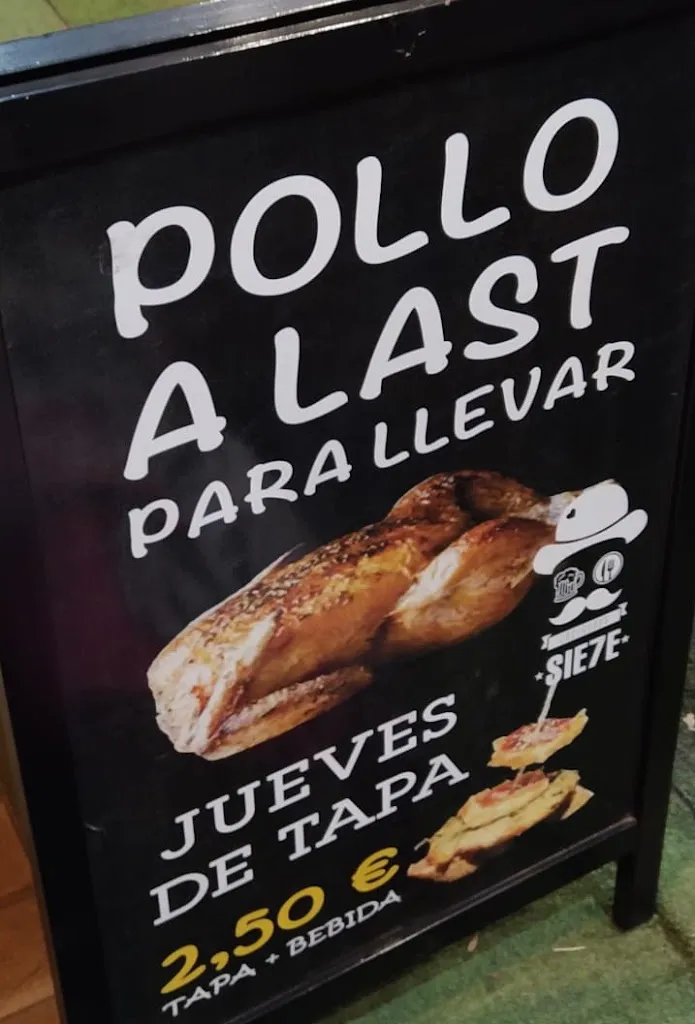 POLLO
A LAST
PARA LLEVAR
SIE7E
JUEVES
DE TAPA
2,50 €
TAPA + BEBIDA